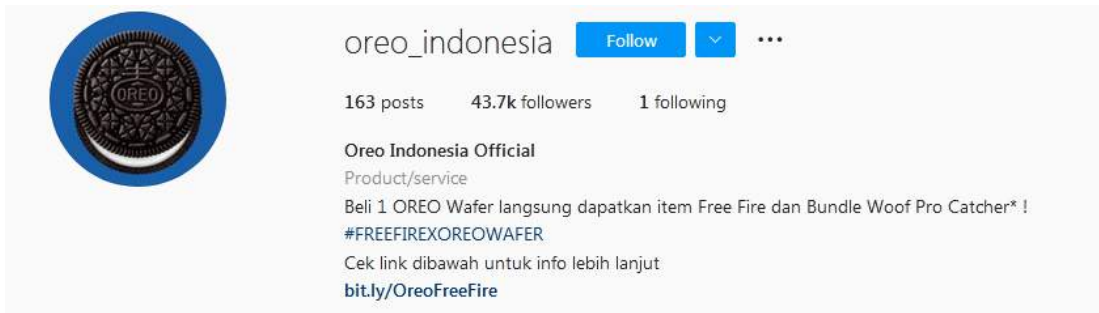 OREO
oreo_indonesia Follow
163 posts 43.7k followers 1 following
Oreo Indonesia Official
Product/service
Beli 1 OREO Wafer langsung dapatkan item Free Fire dan Bundle Woof Pro Catcher* !
#FREEFIREXOREOWAFER
Cek link dibawah untuk info lebih lanjut
bit.ly/OreoFreeFire